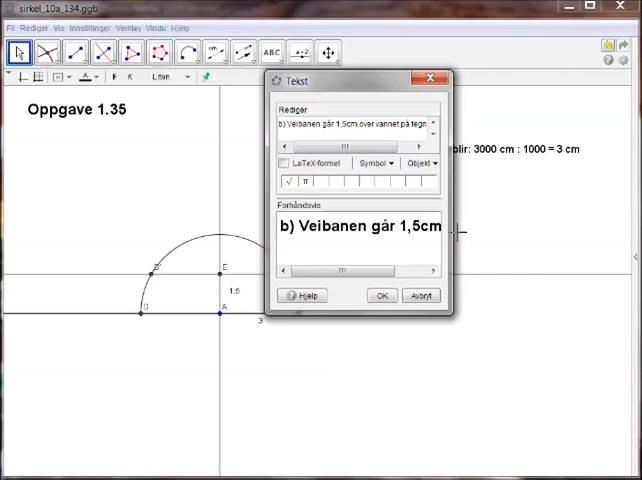 sirkel_10a_134.ggb
Fil Rediger Vis Innstillinger Verktøy Vindu Hjelp
ABC a=2
A F K Liten
Oppgave 1.35
Tekst
Rediger
b) Veibanen går 1,5cm over vannet på tegn
LaTeX-formel Symbol Objekt
√ π
blir: 3000 cm : 1000 = 3 cm
Forhåndsvis
b) Veibanen går 1,5cm
D' E
1.5
D A
3
Hjelp OK Avbryt